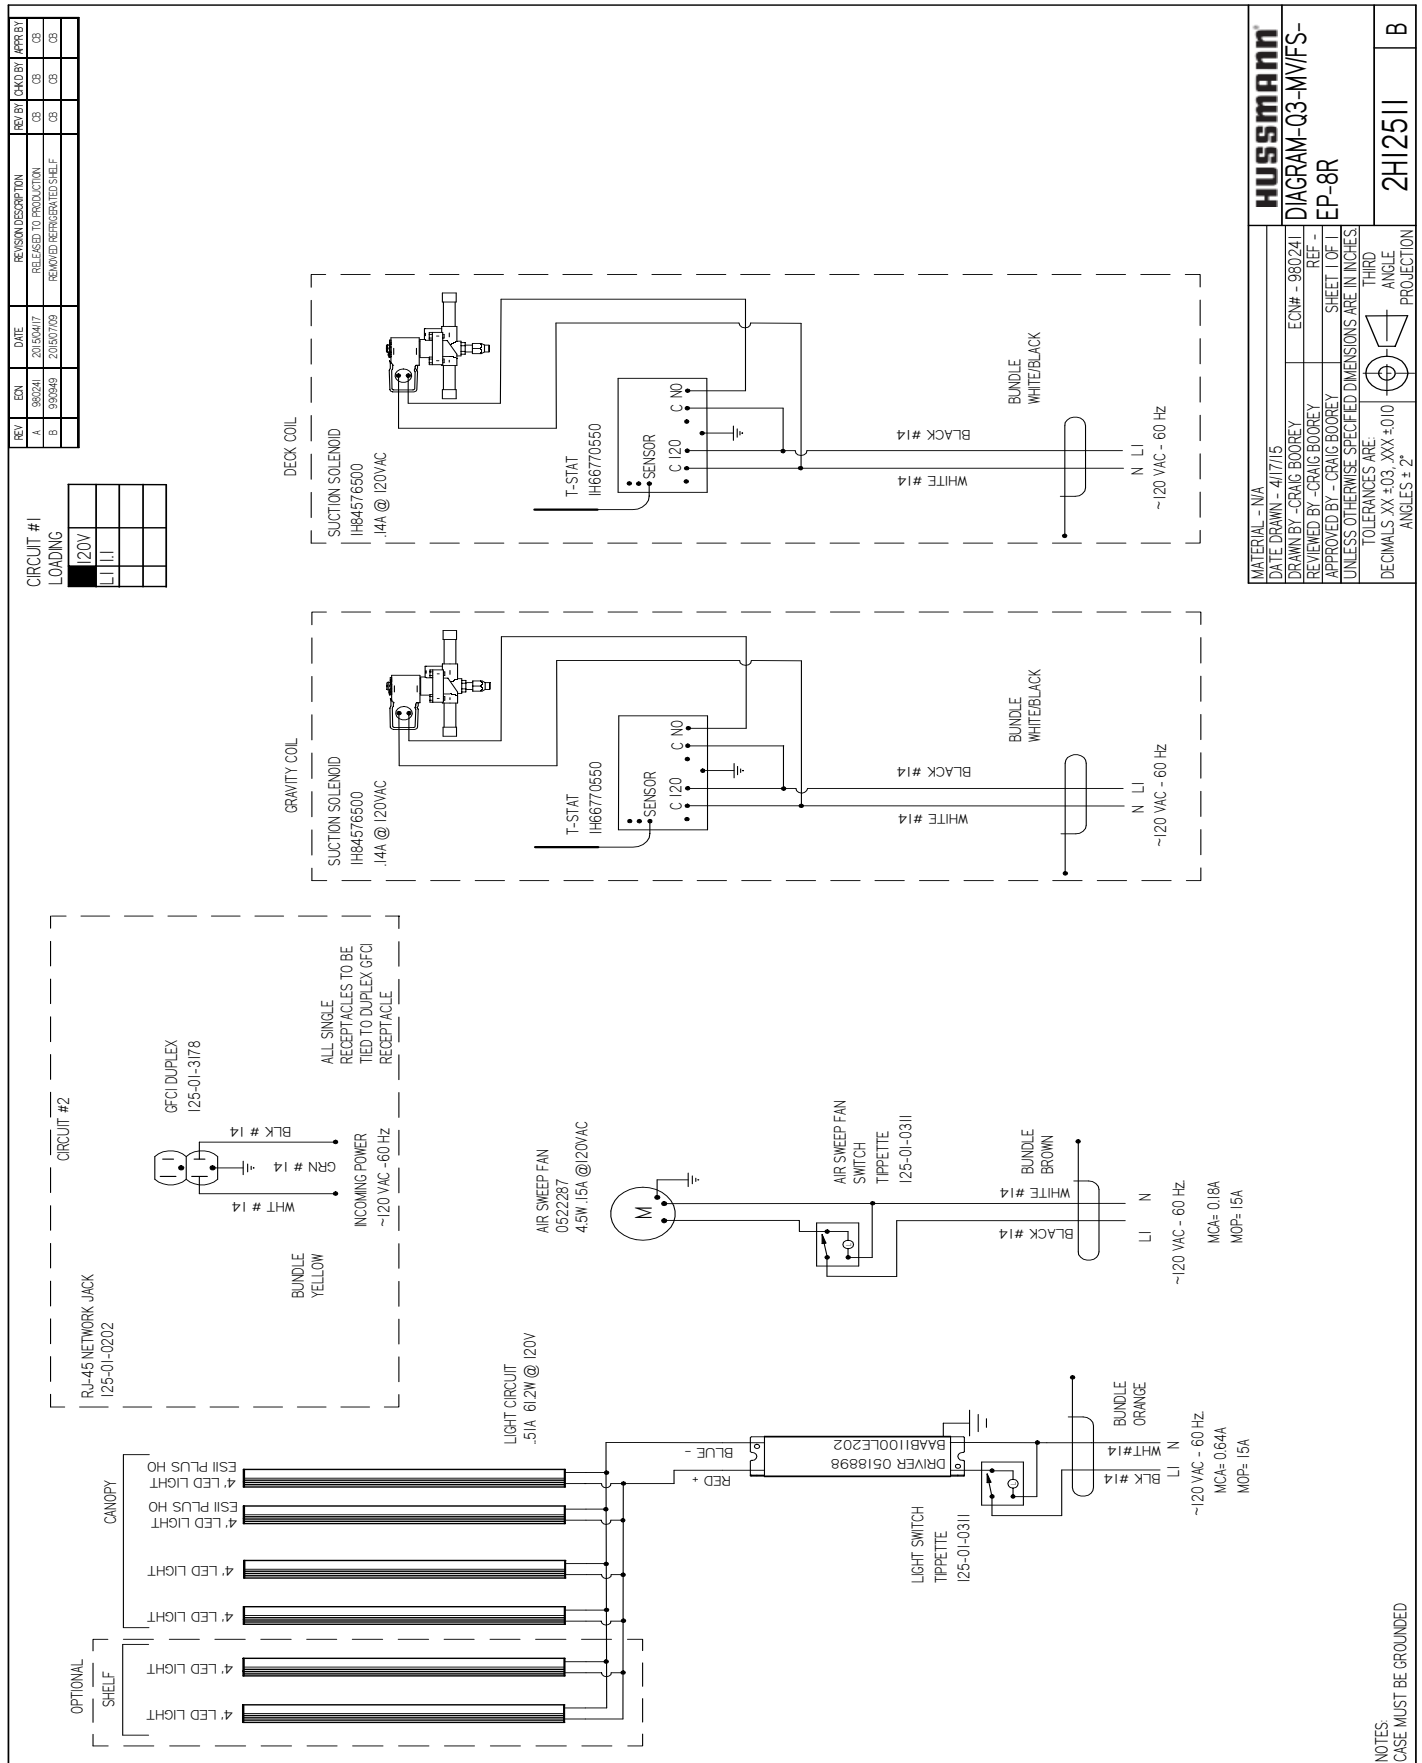 REV ECN DATE REVISION DESCRIPTION REV BY CHK'D BY APPR BY
A 980241 2015/04/17 RELEASED TO PRODUCTION CB CB CB
B 990949 2015/07/09 REMOVED REFRIGERATED SHELF CB CB CB
CIRCUIT #1
LOADING
120V
L1 1.1
CIRCUIT #2
RJ-45 NETWORK JACK
125-01-0202
GFCI DUPLEX
125-01-3178
WHT # 14
GRN # 14
BLK # 14
BUNDLE
YELLOW
INCOMING POWER
~120 VAC -60 HZ
ALL SINGLE
RECEPTACLES TO BE
TIED TO DUPLEX GFCI
RECEPTACLE
OPTIONAL
SHELF
CANOPY
4' LED LIGHT
4' LED LIGHT
4' LED LIGHT
4' LED LIGHT
4' LED LIGHT
ESII PLUS HO
4' LED LIGHT
ESII PLUS HO
LIGHT CIRCUIT
.51A 61.2W @ 120V
RED +
BLUE -
DRIVER 0518898
BAAB1100LE202
LIGHT SWITCH
TIPPETTE
125-01-0311
L
BLK #14
WHT#14
BUNDLE
ORANGE
L1 N
~120 VAC - 60 HZ
MCA= 0.64A
MOP= 15A
AIR SWEEP FAN
0522287
4.5W .15A @120VAC
M
AIR SWEEP FAN
SWITCH
TIPPETTE
125-01-0311
L
BLACK #14
WHITE #14
BUNDLE
BROWN
L1 N
~120 VAC - 60 HZ
MCA= 0.18A
MOP= 15A
GRAVITY COIL
SUCTION SOLENOID
1H84576500
.14A @ 120VAC
T-STAT
1H66770550
SENSOR
C 120 C NO
WHITE #14
BLACK #14
BUNDLE
WHITE/BLACK
N L1
~120 VAC - 60 HZ
DECK COIL
SUCTION SOLENOID
1H84576500
.14A @ 120VAC
T-STAT
1H66770550
SENSOR
C 120 C NO
WHITE #14
BLACK #14
BUNDLE
WHITE/BLACK
N L1
~120 VAC - 60 HZ
NOTES:
CASE MUST BE GROUNDED
MATERIAL - N/A
DATE DRAWN - 4/17/15
DRAWN BY -CRAIG BOOREY ECN# - 980241
REVIEWED BY -CRAIG BOOREY REF -
APPROVED BY - CRAIG BOOREY SHEET 1 OF 1
UNLESS OTHERWISE SPECIFIED DIMENSIONS ARE IN INCHES.
TOLERANCES ARE:
DECIMALS .XX ±.03, .XXX ±.010
ANGLES ± 2°
THIRD
ANGLE
PROJECTION
HUSSMANN
DIAGRAM-Q3-MV/FS-
EP-8R
2H12511 B